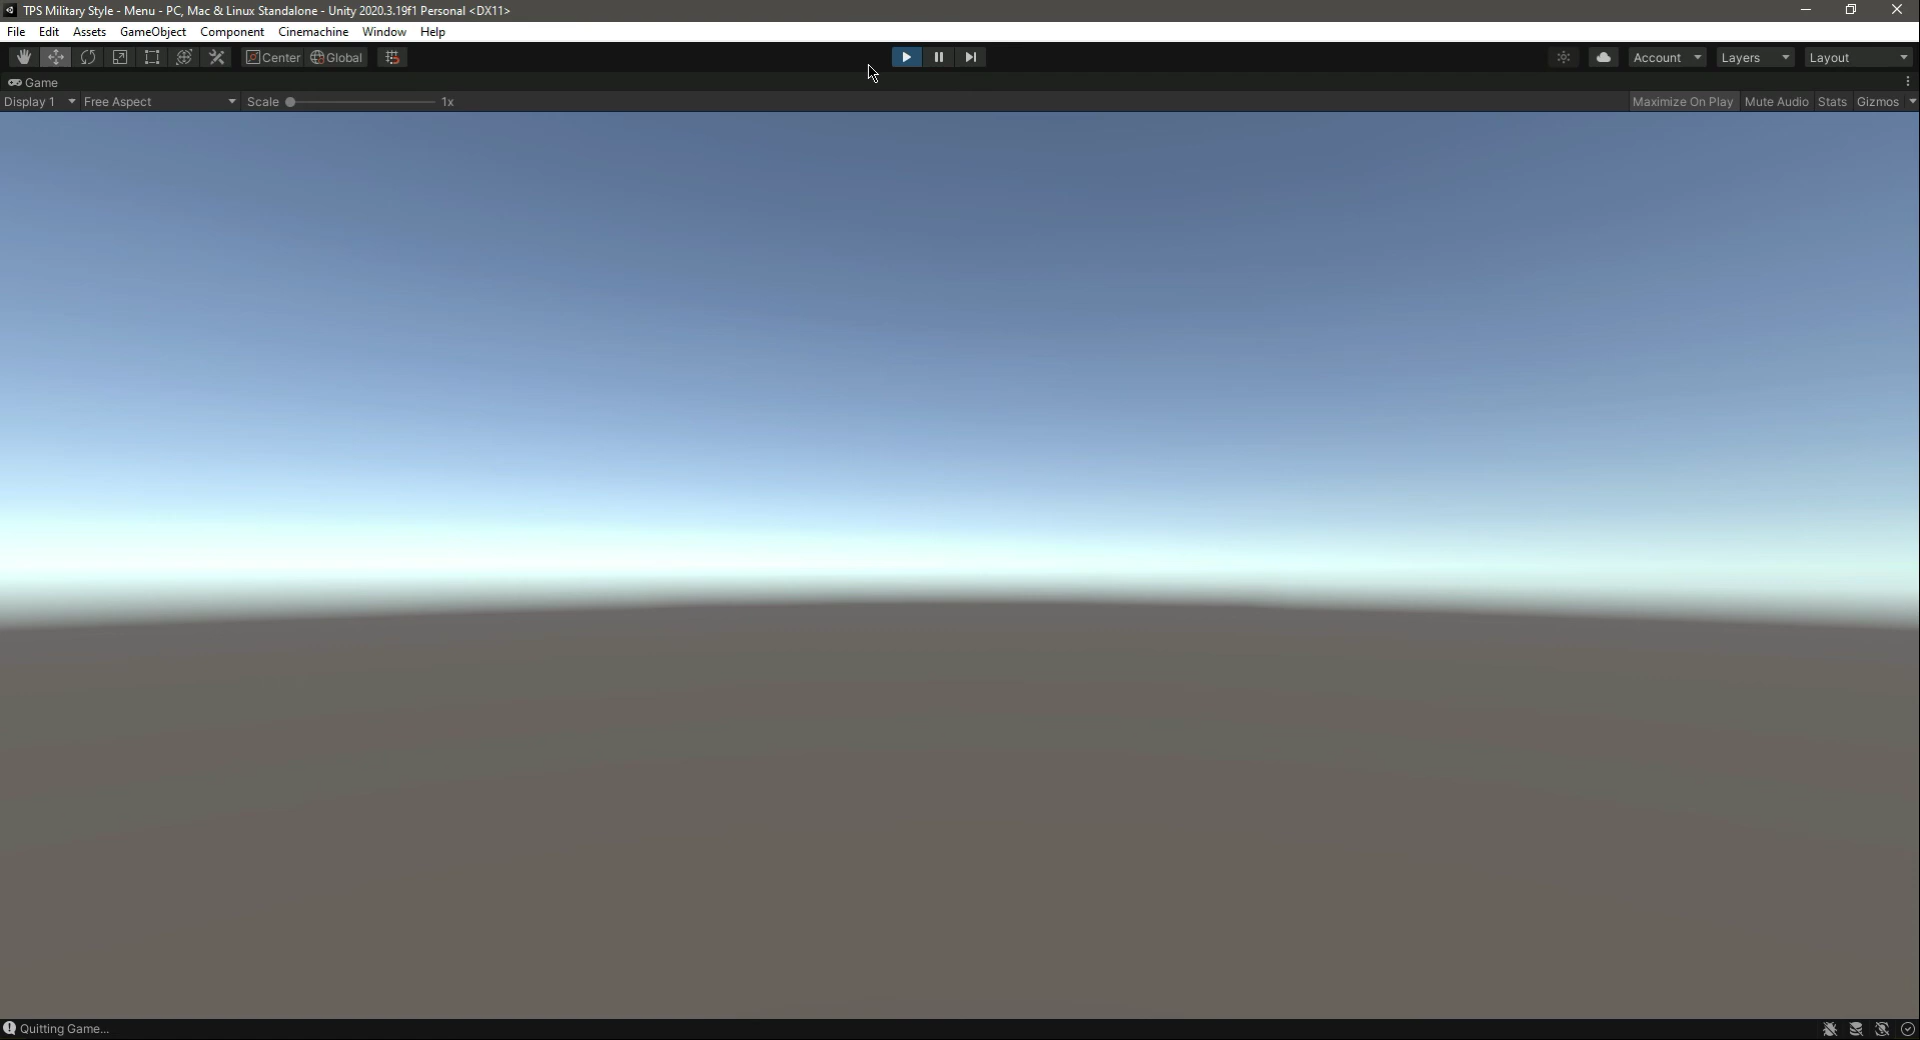 TPS Military Style - Menu - PC, Mac & Linux Standalone - Unity 2020.3.19f1 Personal <DX11>
File Edit Assets GameObject Component Cinemachine Window Help
Center Global Account Layers Layout
Game
Display 1 Free Aspect Scale 1x Maximize On Play Mute Audio Stats Gizmos
Quitting Game...